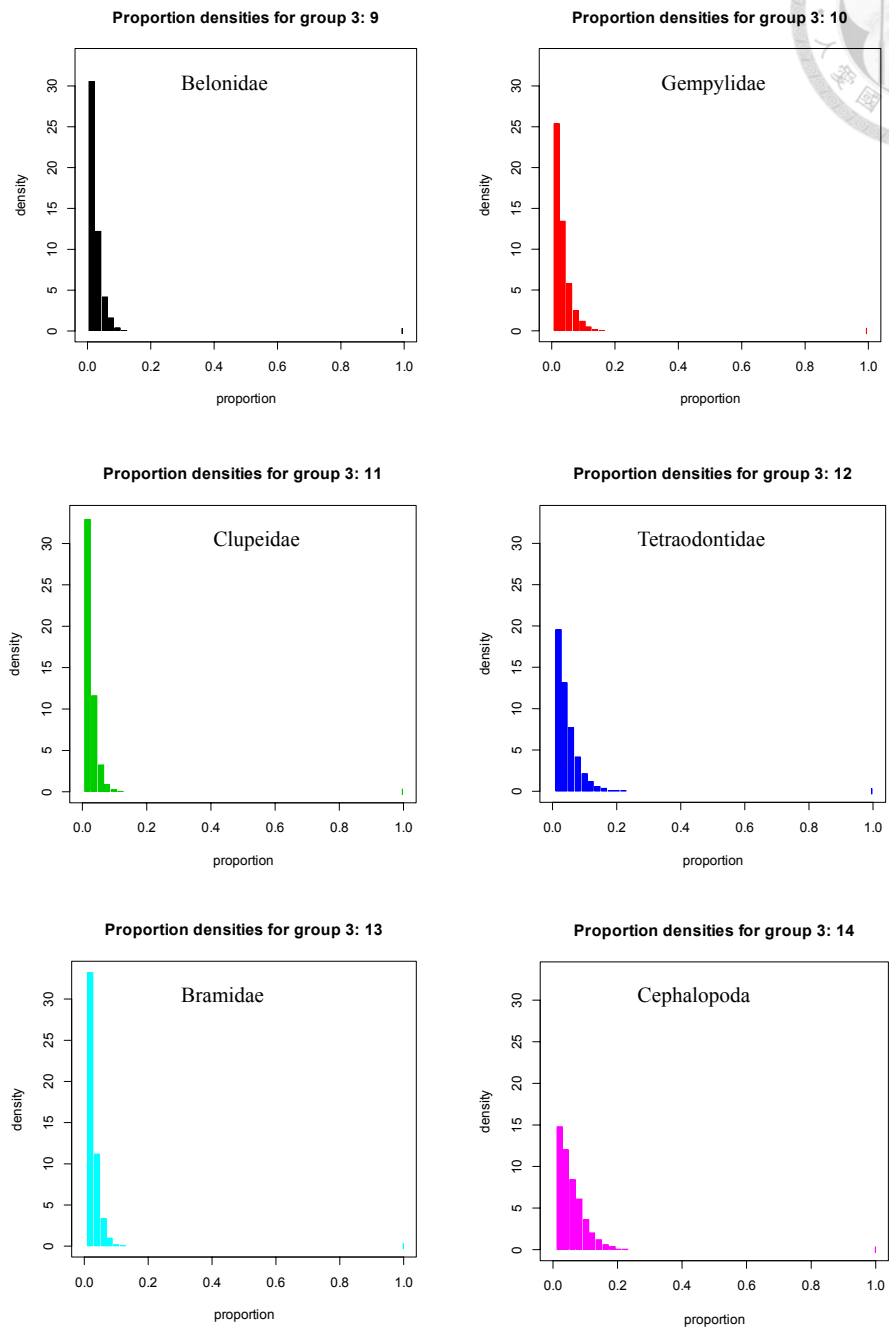 Proportion densities for group 3: 9
Belonidae
density
0
5
10
15
20
25
30
0.0 0.2 0.4 0.6 0.8 1.0
proportion
Proportion densities for group 3: 10
Gempylidae
density
0
5
10
15
20
25
30
0.0 0.2 0.4 0.6 0.8 1.0
proportion
Proportion densities for group 3: 11
Clupeidae
density
0
5
10
15
20
25
30
0.0 0.2 0.4 0.6 0.8 1.0
proportion
Proportion densities for group 3: 12
Tetraodontidae
density
0
5
10
15
20
25
30
0.0 0.2 0.4 0.6 0.8 1.0
proportion
Proportion densities for group 3: 13
Bramidae
density
0
5
10
15
20
25
30
0.0 0.2 0.4 0.6 0.8 1.0
proportion
Proportion densities for group 3: 14
Cephalopoda
density
0
5
10
15
20
25
30
0.0 0.2 0.4 0.6 0.8 1.0
proportion
人 愛 國